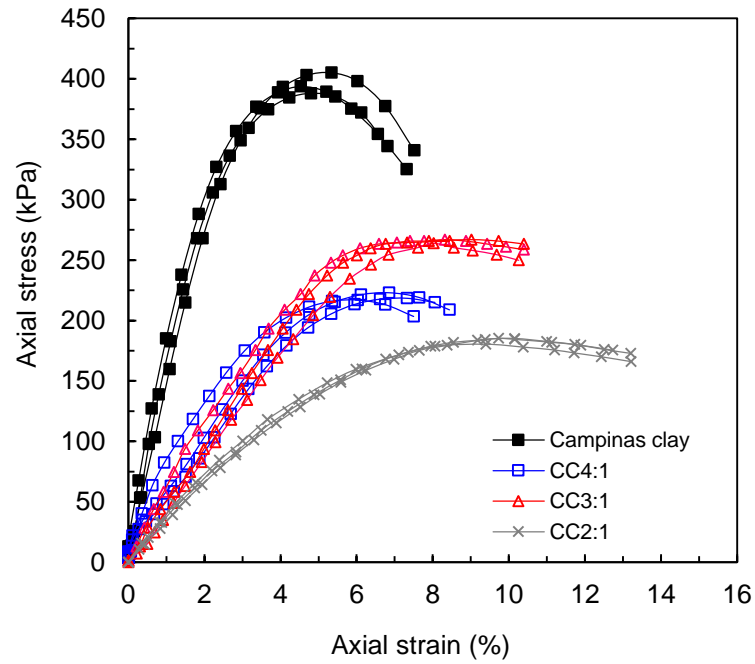 Axial stress (kPa)
450
400
350
300
250
200
150
100
50
0
0 2 4 6 8 10 12 14 16
Axial strain (%)
Campinas clay
CC4:1
CC3:1
CC2:1